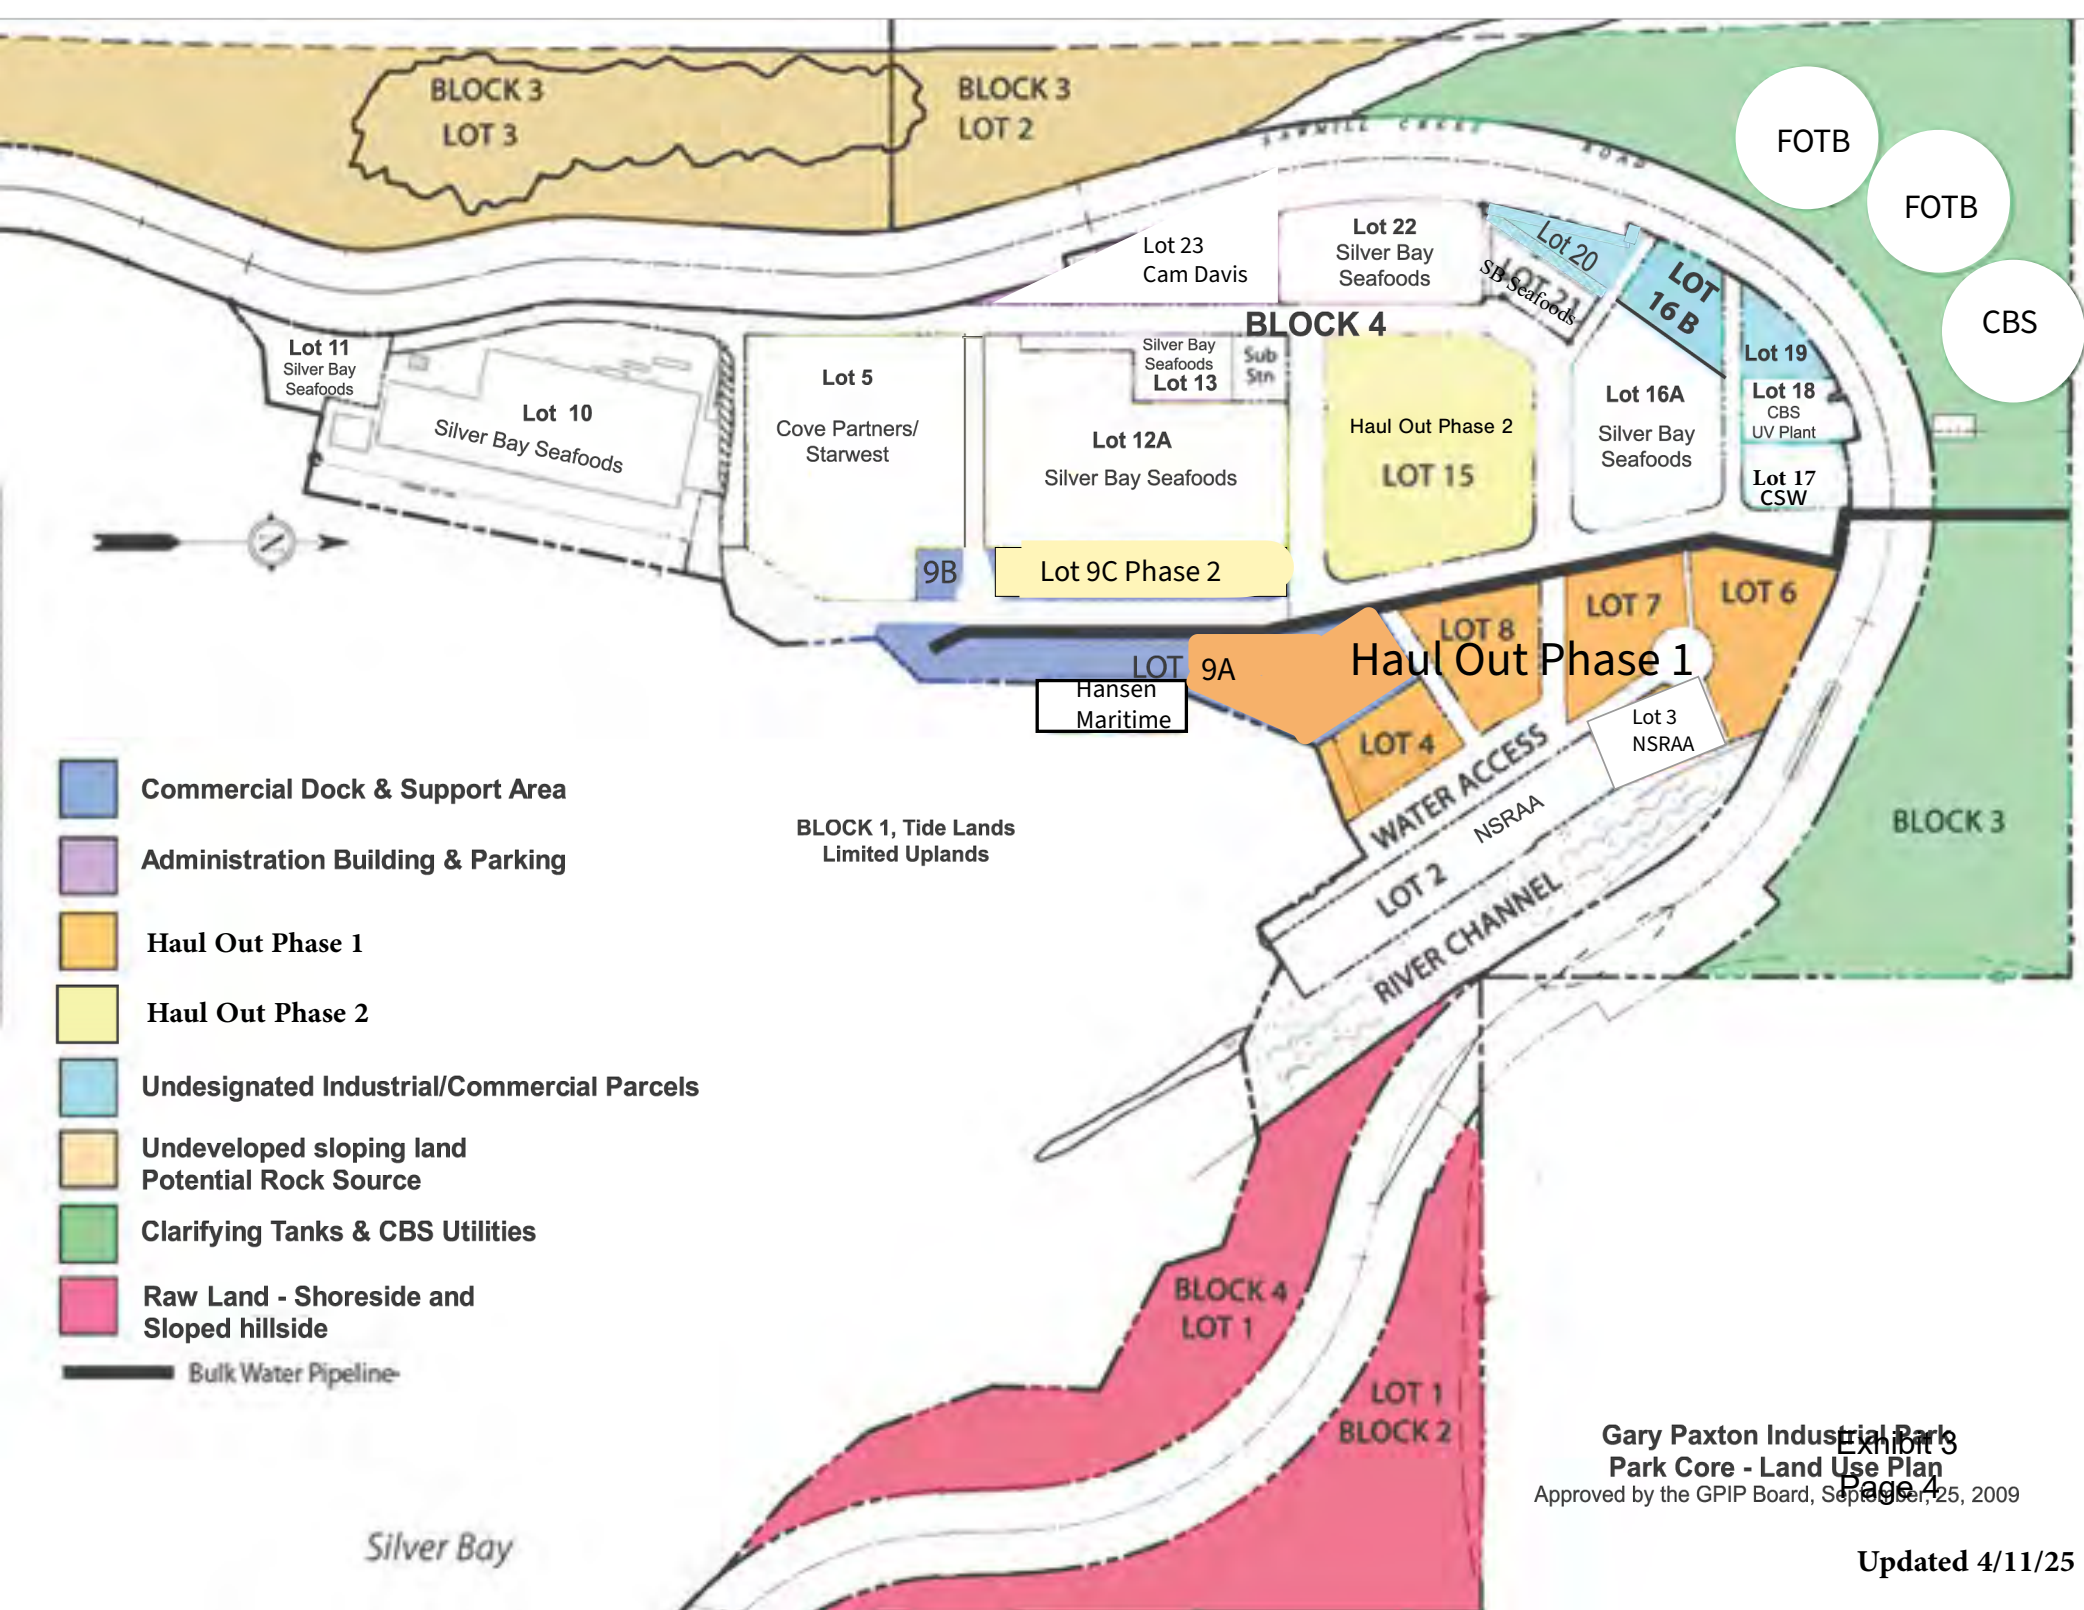 BLOCK 3
LOT 3
BLOCK 3
LOT 2
SAWMILL CREEK ROAD
FOTB
FOTB
CBS
Lot 23
Cam Davis
Lot 22
Silver Bay
Seafoods
Lot 20
LOT 21
SB Seafoods
LOT
16 B
Lot 19
BLOCK 4
Lot 11
Silver Bay
Seafoods
Lot 10
Silver Bay Seafoods
Lot 5
Cove Partners/
Starwest
Silver Bay
Seafoods
Lot 13
Sub
Stn
Lot 12A
Silver Bay Seafoods
Haul Out Phase 2
LOT 15
Lot 16A
Silver Bay
Seafoods
Lot 18
CBS
UV Plant
Lot 17
CSW
9B
Lot 9C Phase 2
LOT 9A
Hansen
Maritime
LOT 8
LOT 7
LOT 6
Haul Out Phase 1
LOT 4
Lot 3
NSRAA
WATER ACCESS
NSRAA
LOT 2
RIVER CHANNEL
BLOCK 3
Commercial Dock & Support Area
Administration Building & Parking
Haul Out Phase 1
Haul Out Phase 2
Undesignated Industrial/Commercial Parcels
Undeveloped sloping land
Potential Rock Source
Clarifying Tanks & CBS Utilities
Raw Land - Shoreside and
Sloped hillside
Bulk Water Pipeline
BLOCK 1, Tide Lands
Limited Uplands
BLOCK 4
LOT 1
LOT 1
BLOCK 2
Silver Bay
Gary Paxton Industrial Park
Park Core - Land Use Plan
Approved by the GPIP Board, September, 25, 2009
Exhibit 3
Page 4
Updated 4/11/25